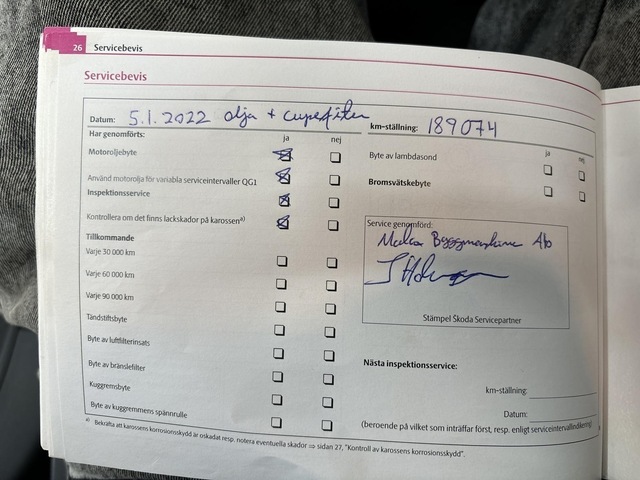 26 Servicebevis
Servicebevis
Datum: 5.1.2022 olja + cupefilter
km-ställning: 189074
Har genomförts: ja nej
Motoroljebyte
Använd motorolja för variabla serviceintervaller QG1
Inspektionsservice
Kontrollera om det finns lackskador på karossen a)
Tillkommande
Varje 30 000 km
Varje 60 000 km
Varje 90 000 km
Tändstiftsbyte
Byte av luftfilterinsats
Byte av bränslefilter
Kuggremsbyte
Byte av kuggremmens spännrulle
ja nej
Byte av lambdasond
Bromsvätskebyte
Service genomförd:
Byggmaskiner Ab
Stämpel Škoda Servicepartner
Nästa inspektionsservice:
km-ställning:
Datum:
(beroende på vilket som inträffar först, resp. enligt serviceintervallindikering)
a) Bekräfta att karossens korrosionsskydd är oskadat resp. notera eventuella skador ⇒ sidan 27, "Kontroll av karossens korrosionsskydd".